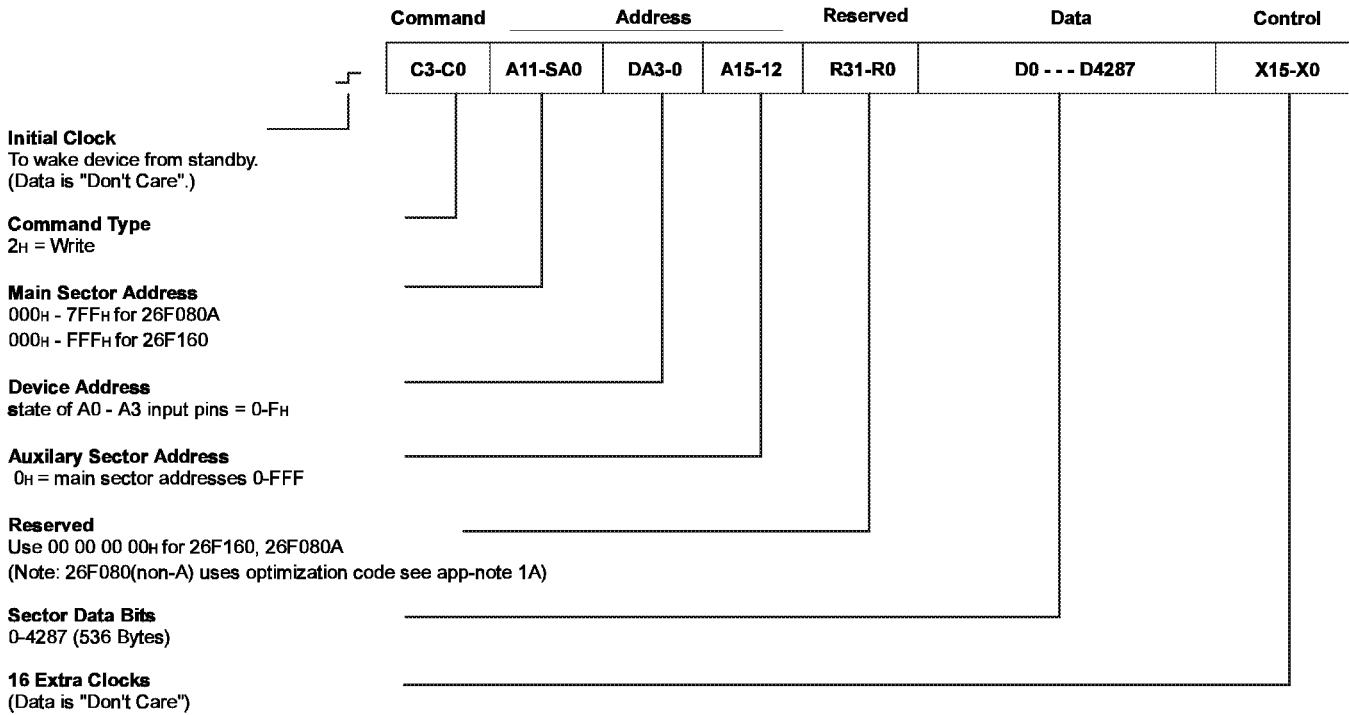 Command Address Reserved Data Control
C3-C0 A11-SA0 DA3-0 A15-12 R31-R0 D0 - - - D4287 X15-X0
Initial Clock
To wake device from standby.
(Data is "Don't Care".)
Command Type
2H = Write
Main Sector Address
000H - 7FFH for 26F080A
000H - FFFH for 26F160
Device Address
state of A0 - A3 input pins = 0-FH
Auxilary Sector Address
0H = main sector addresses 0-FFF
Reserved
Use 00 00 00 00H for 26F160, 26F080A
(Note: 26F080(non-A) uses optimization code see app-note 1A)
Sector Data Bits
0-4287 (536 Bytes)
16 Extra Clocks
(Data is "Don't Care")